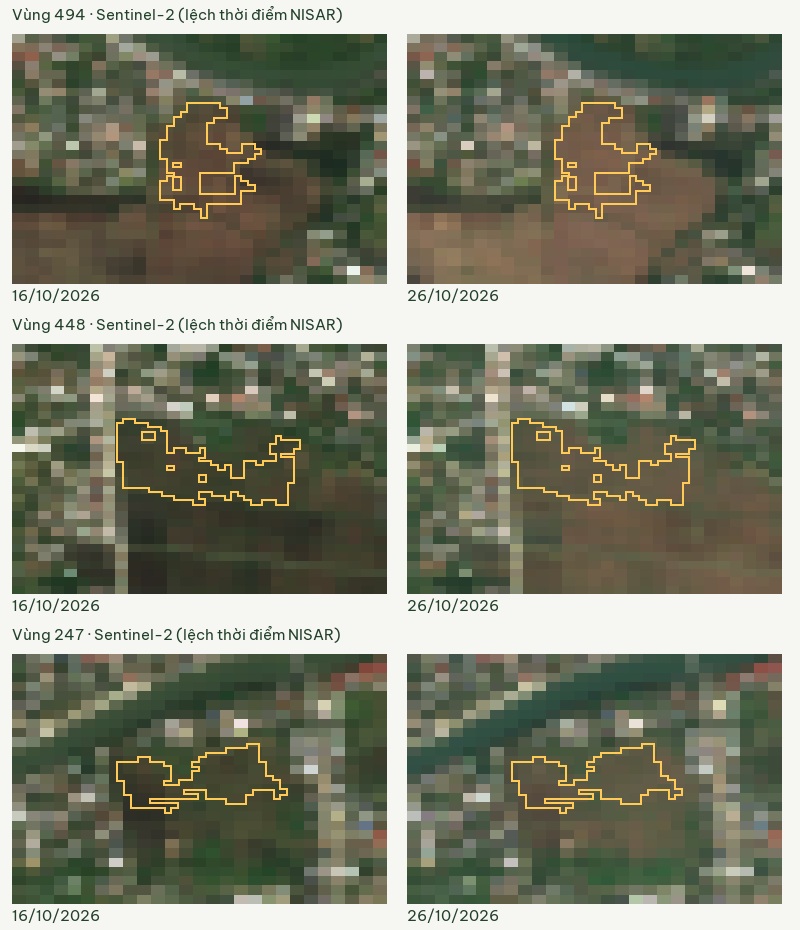 Vùng 494 · Sentinel-2 (lệch thời điểm NISAR)
16/10/2026
26/10/2026
Vùng 448 · Sentinel-2 (lệch thời điểm NISAR)
16/10/2026
26/10/2026
Vùng 247 · Sentinel-2 (lệch thời điểm NISAR)
16/10/2026
26/10/2026